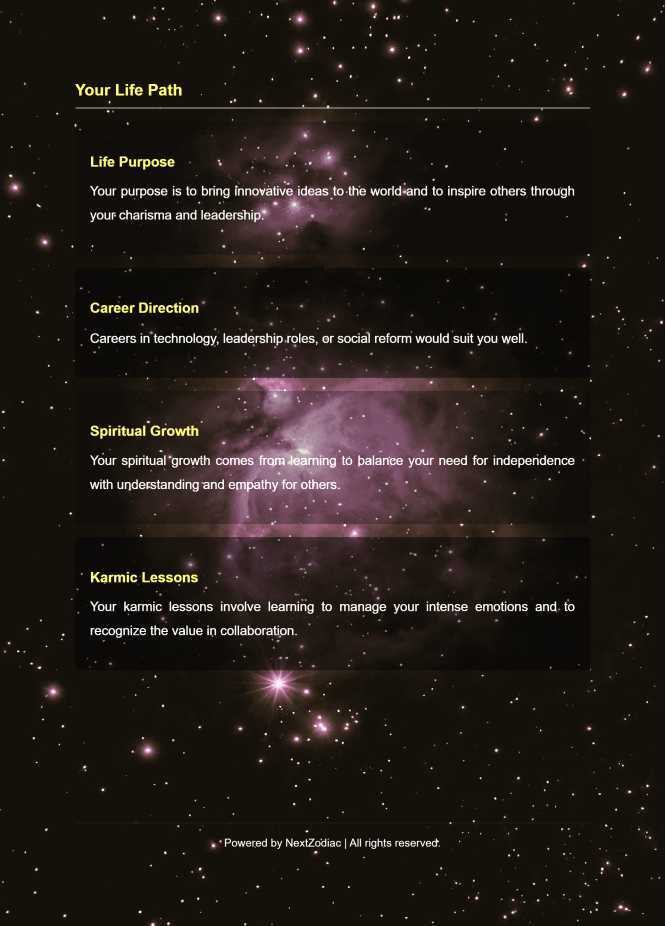 Your Life Path
Life Purpose
Your purpose is to bring innovative ideas to the world and to inspire others through
your charisma and leadership.
Career Direction
Careers in technology, leadership roles, or social reform would suit you well.
Spiritual Growth
Your spiritual growth comes from learning to balance your need for independence
with understanding and empathy for others.
Karmic Lessons
Your karmic lessons involve learning to manage your intense emotions and to
recognize the value in collaboration.
Powered by NextZodiac | All rights reserved.